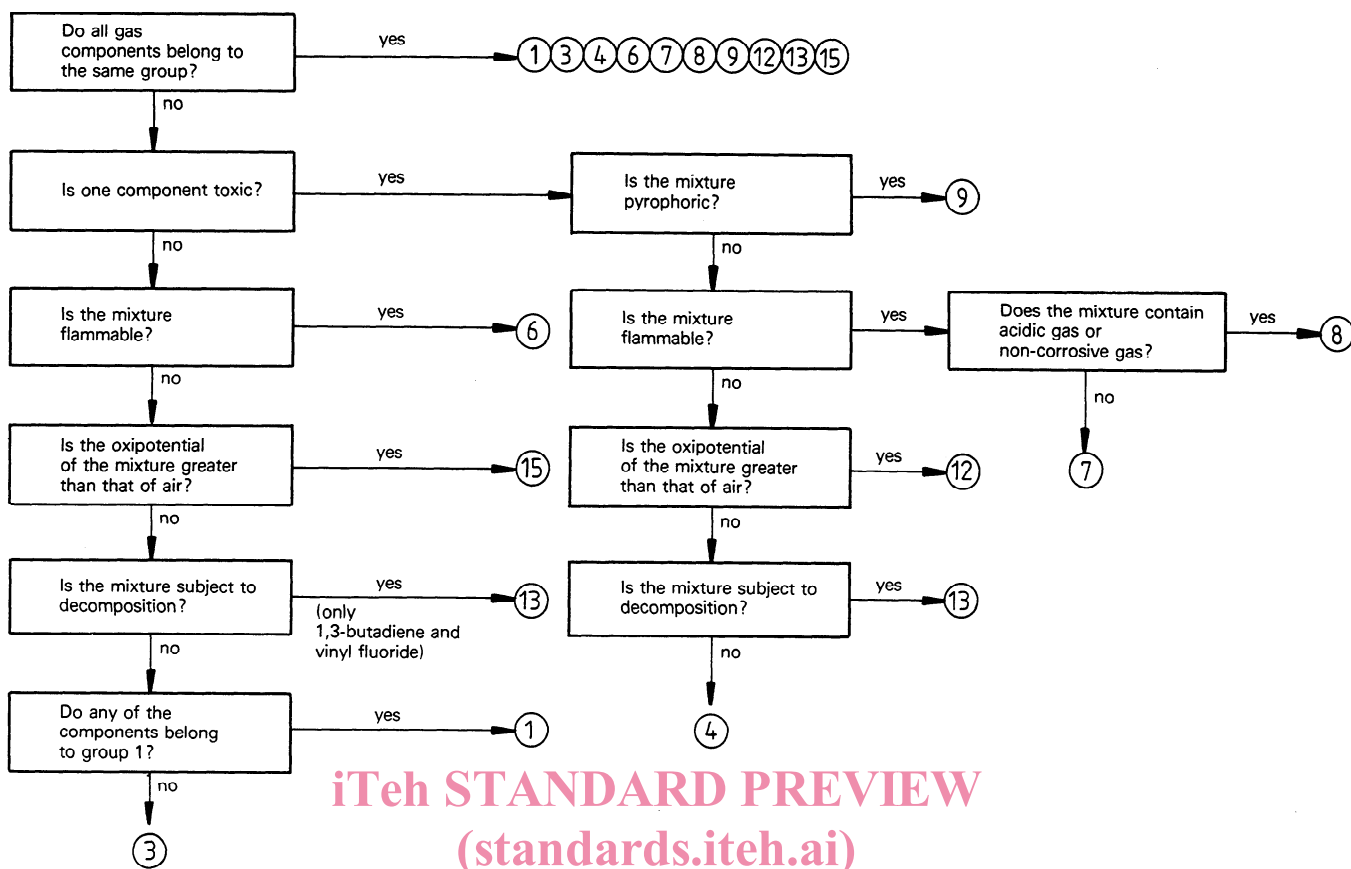 Do all gas
components belong to
the same group?
yes
1 3 4 6 7 8 9 12 13 15
no
Is one component toxic?
yes
Is the mixture
pyrophoric?
yes
9
no
no
Is the mixture
flammable?
yes
6
Is the mixture
flammable?
yes
Does the mixture contain
acidic gas or
non-corrosive gas?
yes
8
no
no
no
7
Is the oxipotential
of the mixture greater
than that of air?
yes
15
Is the oxipotential
of the mixture greater
than that of air?
yes
12
no
no
Is the mixture subject to
decomposition?
yes
(only
1,3-butadiene and
vinyl fluoride)
13
Is the mixture subject to
decomposition?
yes
13
no
no
4
Do any of the
components belong
to group 1?
yes
1
no
3
iTeh STANDARD PREVIEW
(standards.iteh.ai)